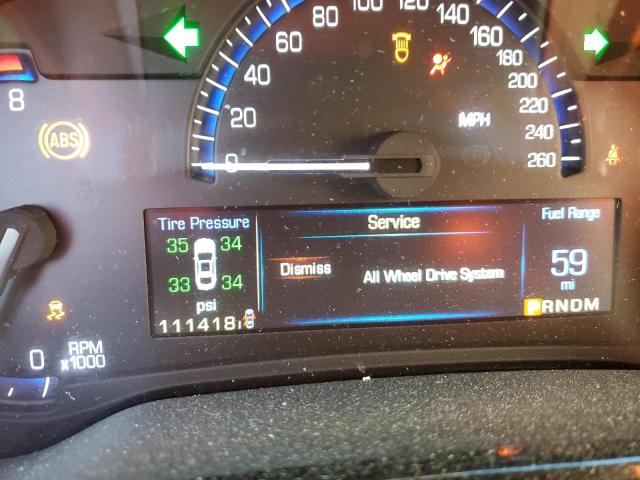 80 100 120 140
60 160
180
40 200
8
220
20 MPH
240
ABS
0 260
Tire Pressure Service Fuel Range
35 34
Dismiss All Wheel Drive System 59
33 34 mi
psi
111418 PRNDM
0 RPM
x1000